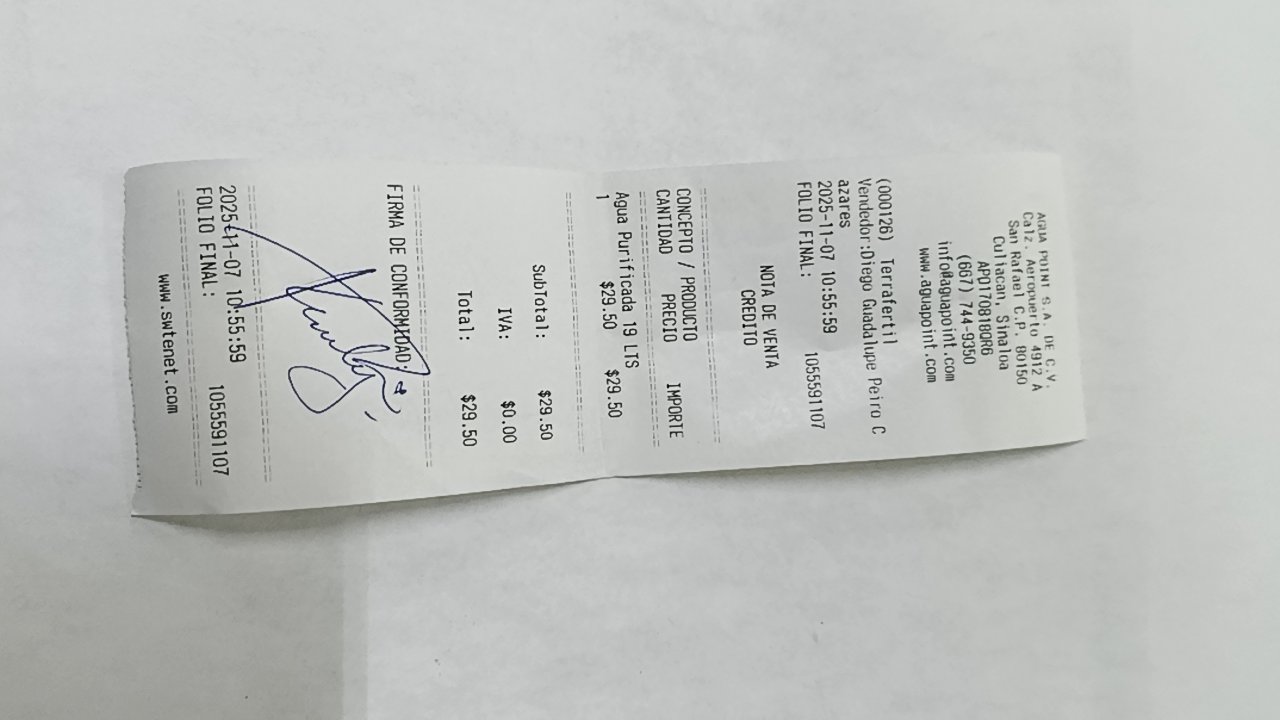 AGUA POINT S.A. DE C.V.
Calz. Aeropuerto 4912 A
San Rafael C.P. 80150
Culiacan, Sinaloa
APO170818QR6
(667) 744-9350
info@aguapoint.com
www.aguapoint.com
(000126) Terrafertil
Vendedor:Diego Guadalupe Peiro C
azares
2025-11-07 10:55:59
FOLIO FINAL: 1055591107
NOTA DE VENTA
CREDITO
CONCEPTO / PRODUCTO
CANTIDAD PRECIO IMPORTE
Agua Purificada 19 LTS
1 $29.50 $29.50
SubTotal: $29.50
IVA: $0.00
Total: $29.50
FIRMA DE CONFORMIDAD:
2025-11-07 10:55:59
FOLIO FINAL: 1055591107
www.swtenet.com